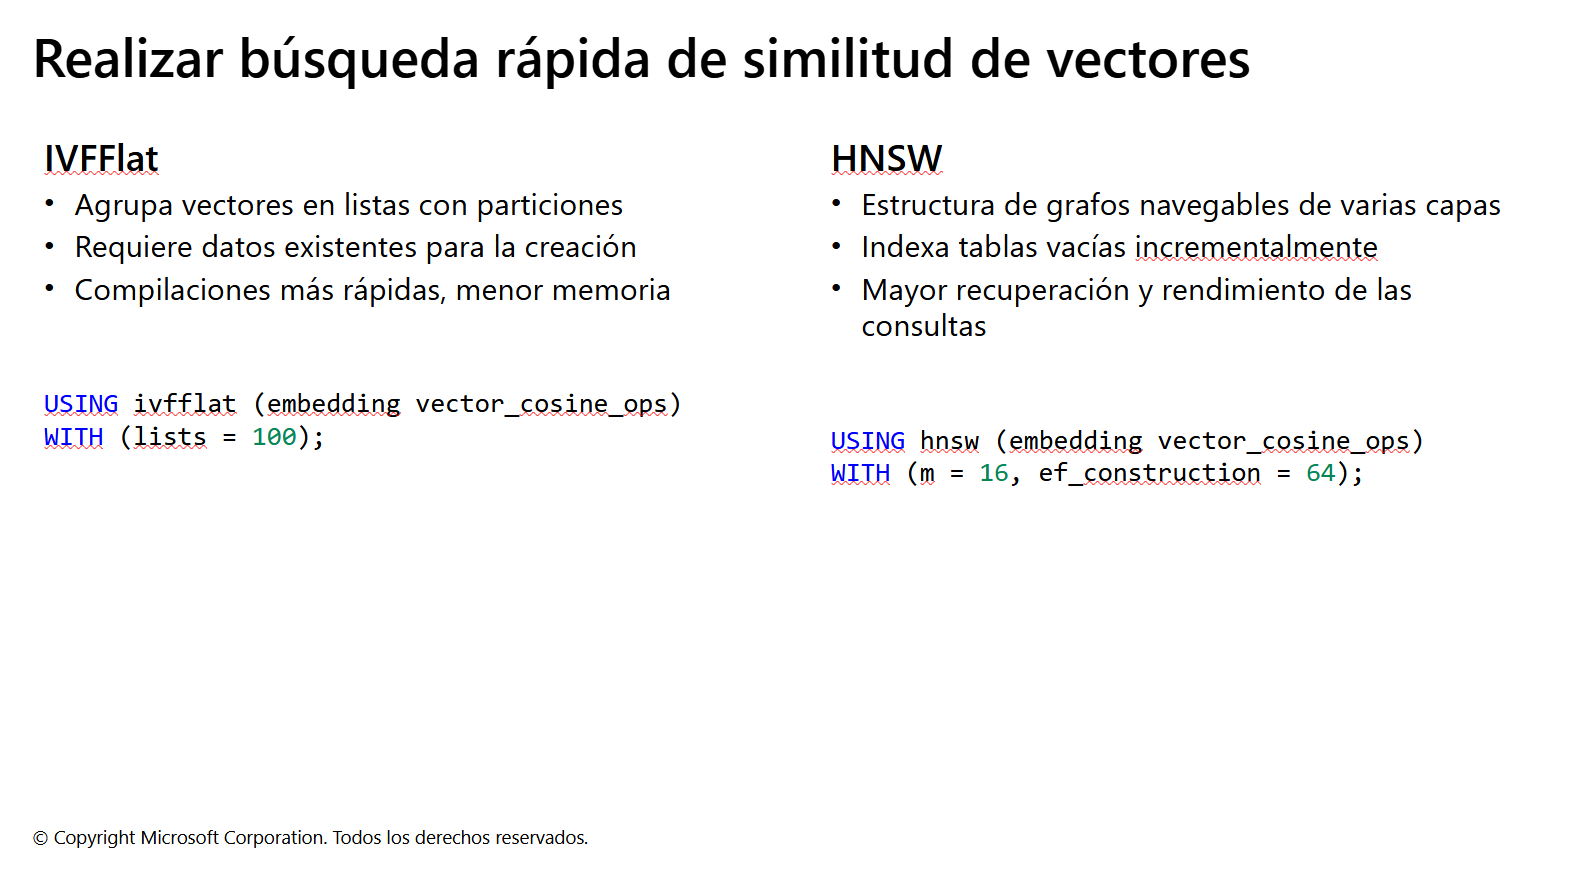 Realizar búsqueda rápida de similitud de vectores
IVFFlat
• Agrupa vectores en listas con particiones
• Requiere datos existentes para la creación
• Compilaciones más rápidas, menor memoria
USING ivfflat (embedding vector_cosine_ops)
WITH (lists = 100);
HNSW
• Estructura de grafos navegables de varias capas
• Indexa tablas vacías incrementalmente
• Mayor recuperación y rendimiento de las
consultas
USING hnsw (embedding vector_cosine_ops)
WITH (m = 16, ef_construction = 64);
© Copyright Microsoft Corporation. Todos los derechos reservados.